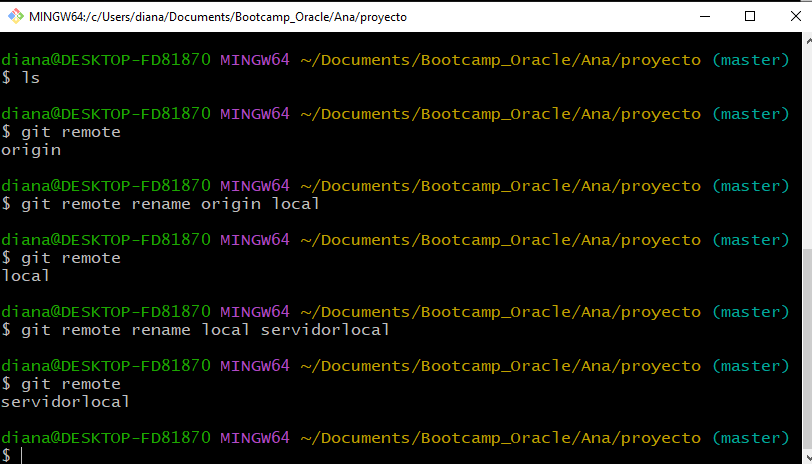 MINGW64:/c/Users/diana/Documents/Bootcamp_Oracle/Ana/proyecto
diana@DESKTOP-FD81870 MINGW64 ~/Documents/Bootcamp_Oracle/Ana/proyecto (master)
$ ls
diana@DESKTOP-FD81870 MINGW64 ~/Documents/Bootcamp_Oracle/Ana/proyecto (master)
$ git remote
origin
diana@DESKTOP-FD81870 MINGW64 ~/Documents/Bootcamp_Oracle/Ana/proyecto (master)
$ git remote rename origin local
diana@DESKTOP-FD81870 MINGW64 ~/Documents/Bootcamp_Oracle/Ana/proyecto (master)
$ git remote
local
diana@DESKTOP-FD81870 MINGW64 ~/Documents/Bootcamp_Oracle/Ana/proyecto (master)
$ git remote rename local servidorlocal
diana@DESKTOP-FD81870 MINGW64 ~/Documents/Bootcamp_Oracle/Ana/proyecto (master)
$ git remote
servidorlocal
diana@DESKTOP-FD81870 MINGW64 ~/Documents/Bootcamp_Oracle/Ana/proyecto (master)
$